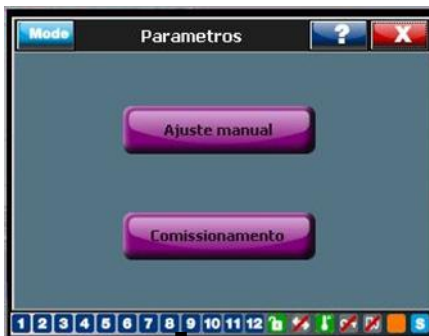 Mode Parametros ? X
Ajuste manual
Comissionamento
1 2 3 4 5 6 7 8 9 10 11 12 S